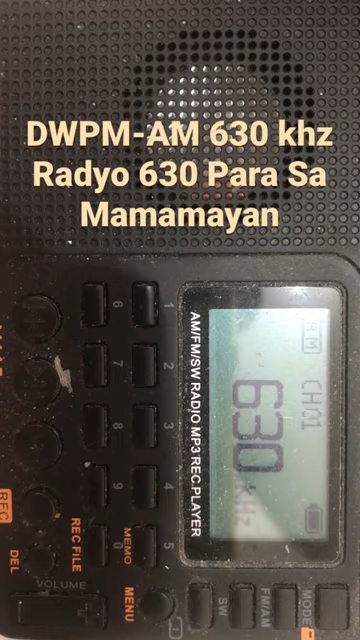 DWPM-AM 630 khz
Radyo 630 Para Sa
Mamamayan
AM/FM/SW RADIO MP3 REC.PLAYER
AM
CH01
630 kHz
1
2
3
4
5
6
7
8
9
0
MEMO
REC FILE
REC
DEL
VOLUME
+
MENU
SW
FM/AM
MODE